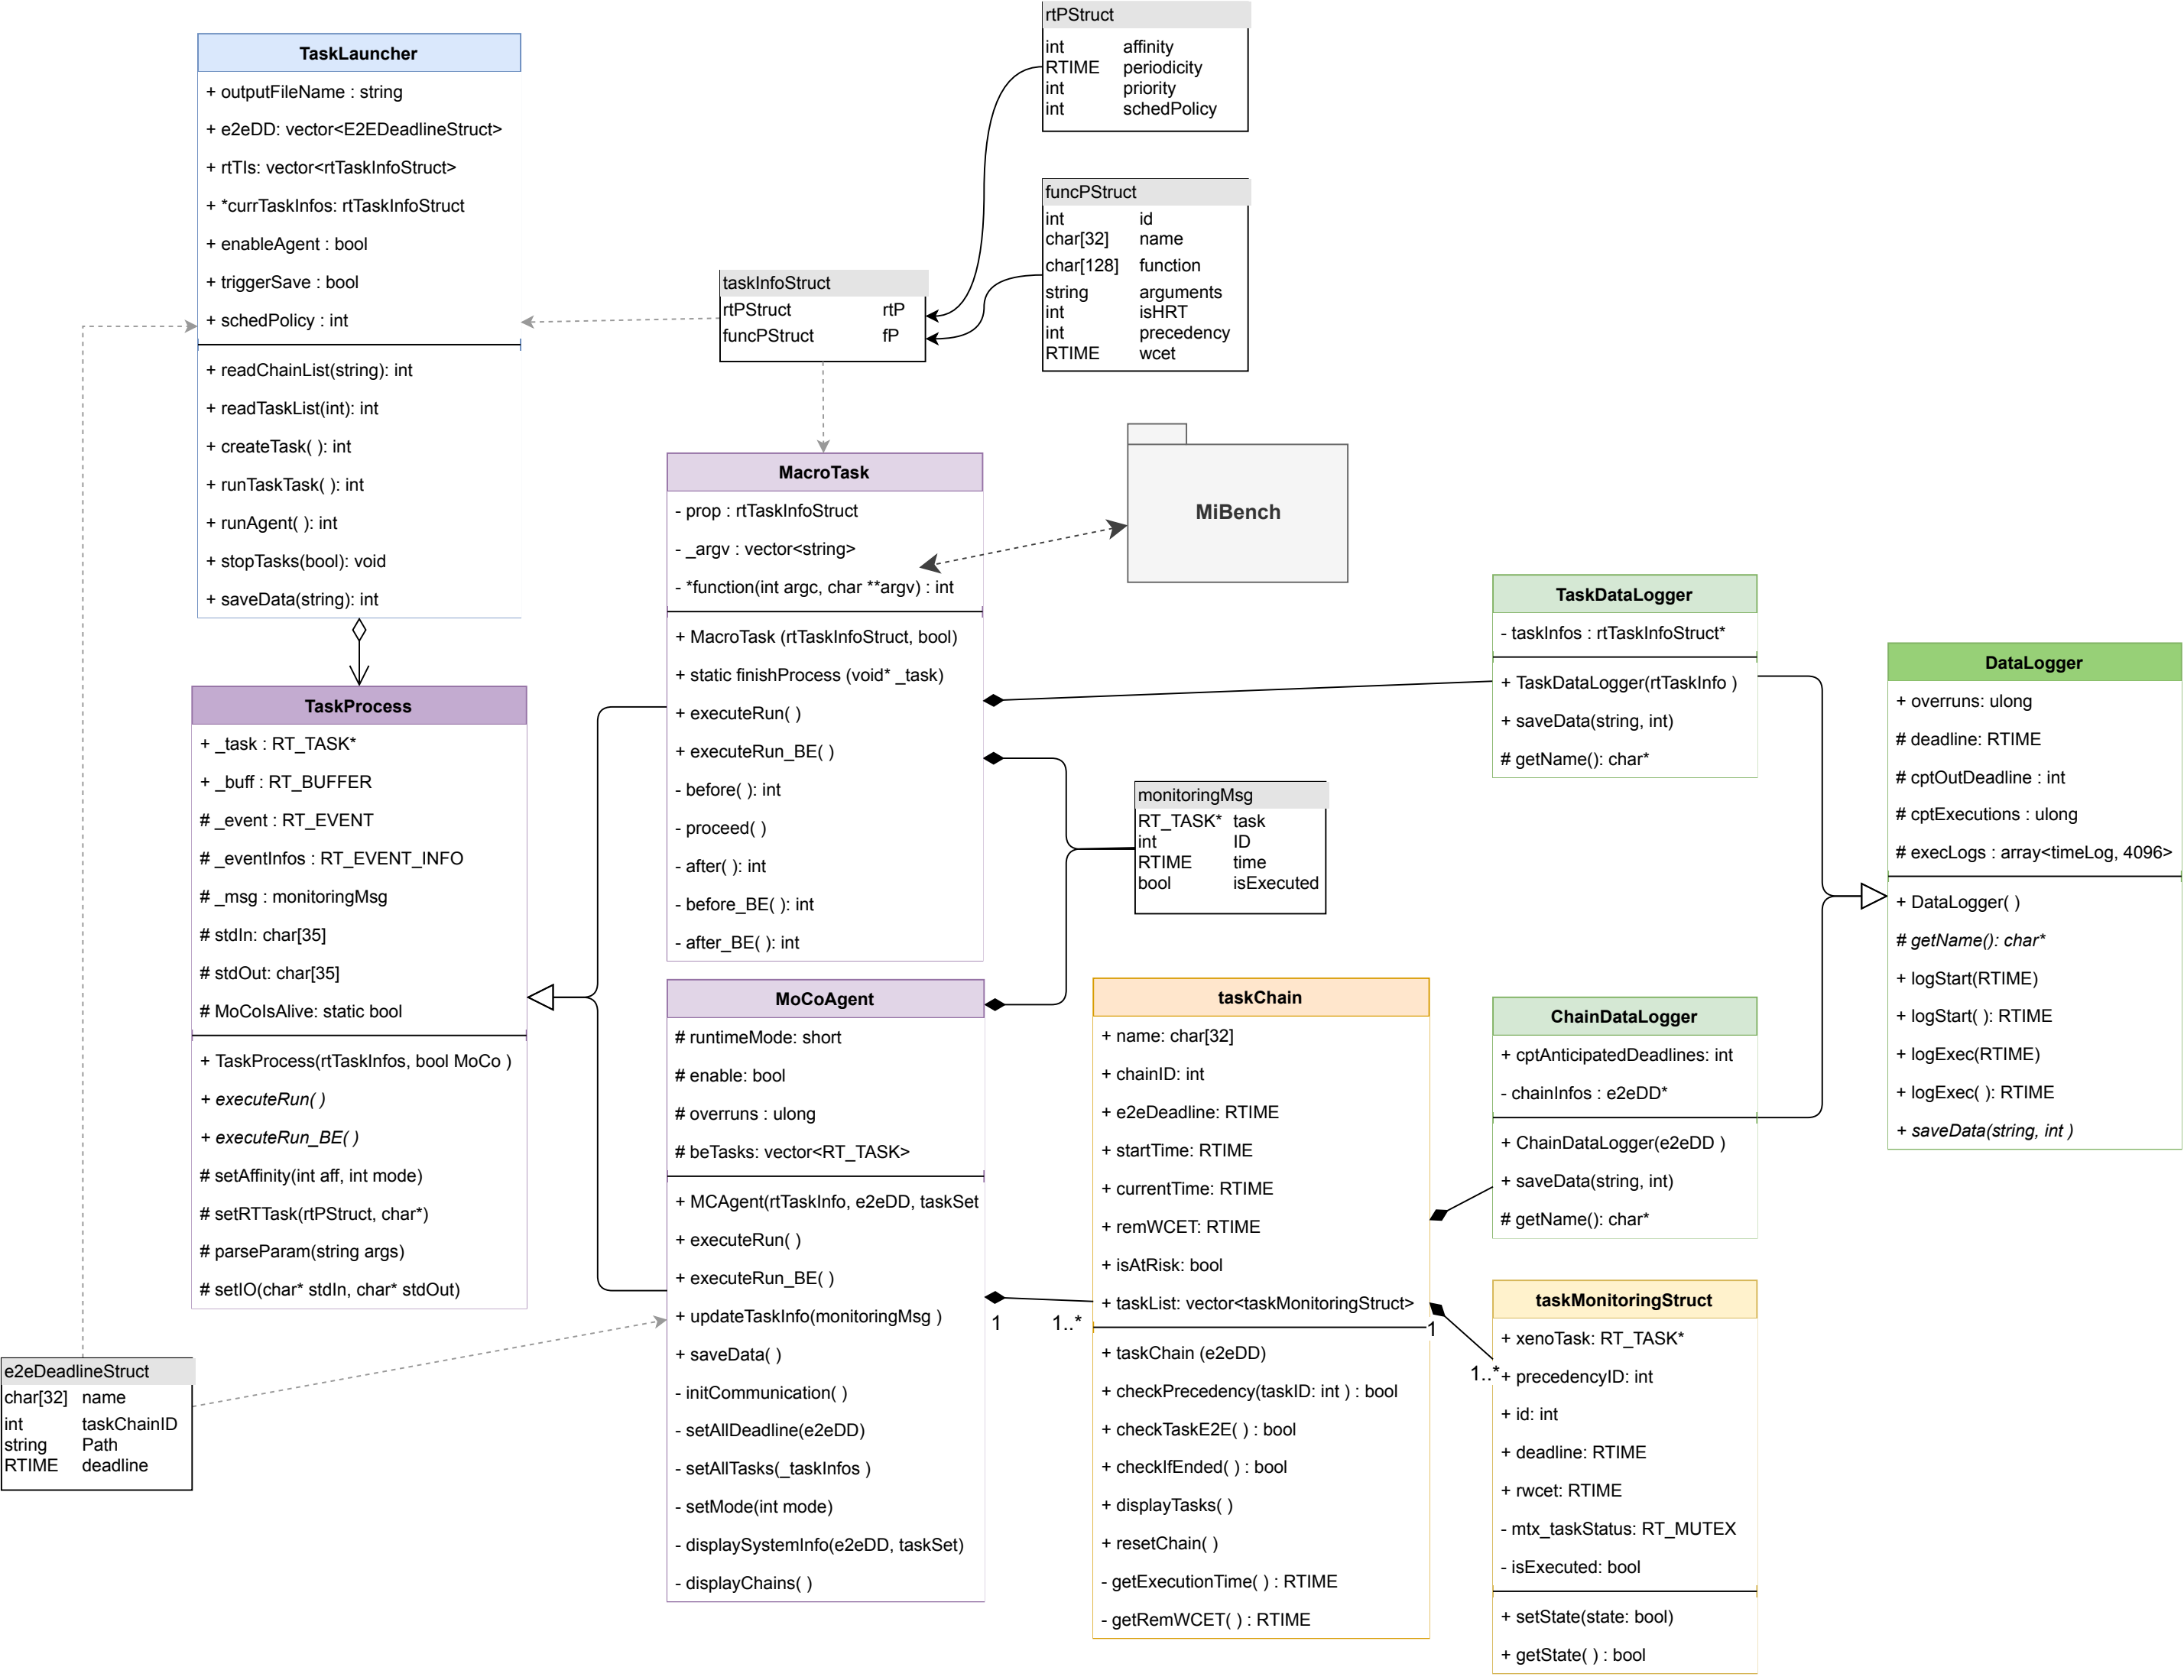 TaskLauncher
+ outputFileName : string
+ e2eDD: vector<E2EDeadlineStruct>
+ rtTIs: vector<rtTaskInfoStruct>
+ *currTaskInfos: rtTaskInfoStruct
+ enableAgent : bool
+ triggerSave : bool
+ schedPolicy : int
+ readChainList(string): int
+ readTaskList(int): int
+ createTask( ): int
+ runTaskTask( ): int
+ runAgent( ): int
+ stopTasks(bool): void
+ saveData(string): int
rtPStruct
int affinity
RTIME periodicity
int priority
int schedPolicy
funcPStruct
int id
char[32] name
char[128] function
string arguments
int isHRT
int precedency
RTIME wcet
taskInfoStruct
rtPStruct rtP
funcPStruct fP
MiBench
MacroTask
- prop : rtTaskInfoStruct
- _argv : vector<string>
- *function(int argc, char **argv) : int
+ MacroTask (rtTaskInfoStruct, bool)
+ static finishProcess (void* _task)
+ executeRun( )
+ executeRun_BE( )
- before( ): int
- proceed( )
- after( ): int
- before_BE( ): int
- after_BE( ): int
TaskDataLogger
- taskInfos : rtTaskInfoStruct*
+ TaskDataLogger(rtTaskInfo )
+ saveData(string, int)
# getName(): char*
DataLogger
+ overruns: ulong
# deadline: RTIME
# cptOutDeadline : int
# cptExecutions : ulong
# execLogs : array<timeLog, 4096>
+ DataLogger( )
# getName(): char*
+ logStart(RTIME)
+ logStart( ): RTIME
+ logExec(RTIME)
+ logExec( ): RTIME
+ saveData(string, int )
TaskProcess
+ _task : RT_TASK*
+ _buff : RT_BUFFER
# _event : RT_EVENT
# _eventInfos : RT_EVENT_INFO
# _msg : monitoringMsg
# stdIn: char[35]
# stdOut: char[35]
# MoCoIsAlive: static bool
+ TaskProcess(rtTaskInfos, bool MoCo )
+ executeRun( )
+ executeRun_BE( )
# setAffinity(int aff, int mode)
# setRTTask(rtPStruct, char*)
# parseParam(string args)
# setIO(char* stdIn, char* stdOut)
monitoringMsg
RT_TASK* task
int ID
RTIME time
bool isExecuted
MoCoAgent
# runtimeMode: short
# enable: bool
# overruns : ulong
# beTasks: vector<RT_TASK>
+ MCAgent(rtTaskInfo, e2eDD, taskSet
+ executeRun( )
+ executeRun_BE( )
+ updateTaskInfo(monitoringMsg )
+ saveData( )
- initCommunication( )
- setAllDeadline(e2eDD)
- setAllTasks(_taskInfos )
- setMode(int mode)
- displaySystemInfo(e2eDD, taskSet)
- displayChains( )
1
1..*
taskChain
+ name: char[32]
+ chainID: int
+ e2eDeadline: RTIME
+ startTime: RTIME
+ currentTime: RTIME
+ remWCET: RTIME
+ isAtRisk: bool
+ taskList: vector<taskMonitoringStruct>
+ taskChain (e2eDD)
+ checkPrecedency(taskID: int ) : bool
+ checkTaskE2E( ) : bool
+ checkIfEnded( ) : bool
+ displayTasks( )
+ resetChain( )
- getExecutionTime( ) : RTIME
- getRemWCET( ) : RTIME
1
1..*
ChainDataLogger
+ cptAnticipatedDeadlines: int
- chainInfos : e2eDD*
+ ChainDataLogger(e2eDD )
+ saveData(string, int)
# getName(): char*
taskMonitoringStruct
+ xenoTask: RT_TASK*
+ precedencyID: int
+ id: int
+ deadline: RTIME
+ rwcet: RTIME
- mtx_taskStatus: RT_MUTEX
- isExecuted: bool
+ setState(state: bool)
+ getState( ) : bool
e2eDeadlineStruct
char[32] name
int taskChainID
string Path
RTIME deadline